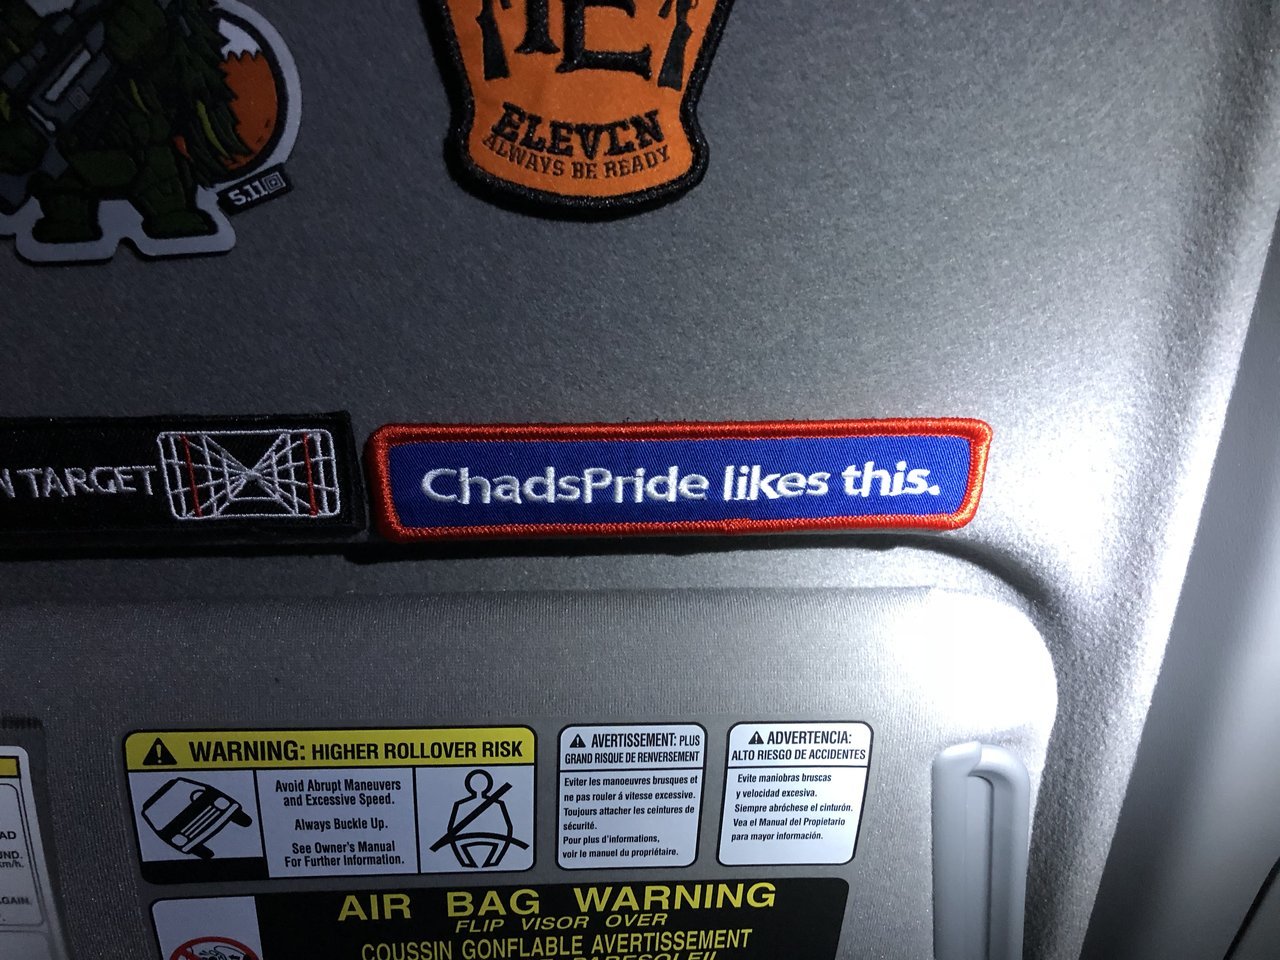 ELEVEN
ALWAYS BE READY
5.11
TARGET
ChadsPride likes this.
WARNING: HIGHER ROLLOVER RISK
Avoid Abrupt Maneuvers
and Excessive Speed.
Always Buckle Up.
See Owner's Manual
For Further Information.
AVERTISSEMENT: PLUS
GRAND RISQUE DE RENVERSEMENT
Eviter les manoeuvres brusques et
ne pas rouler á vitesse excessive.
Toujours attacher les ceintures de
sécurité.
Pour plus d'informations,
voir le manuel du propriétaire.
ADVERTENCIA:
ALTO RIESGO DE ACCIDENTES
Evite maniobras bruscas
y velocidad excesiva.
Siempre abróchese el cinturón.
Vea el Manual del Propietario
para mayor información.
AIR BAG WARNING
FLIP VISOR OVER
COUSSIN GONFLABLE AVERTISSEMENT